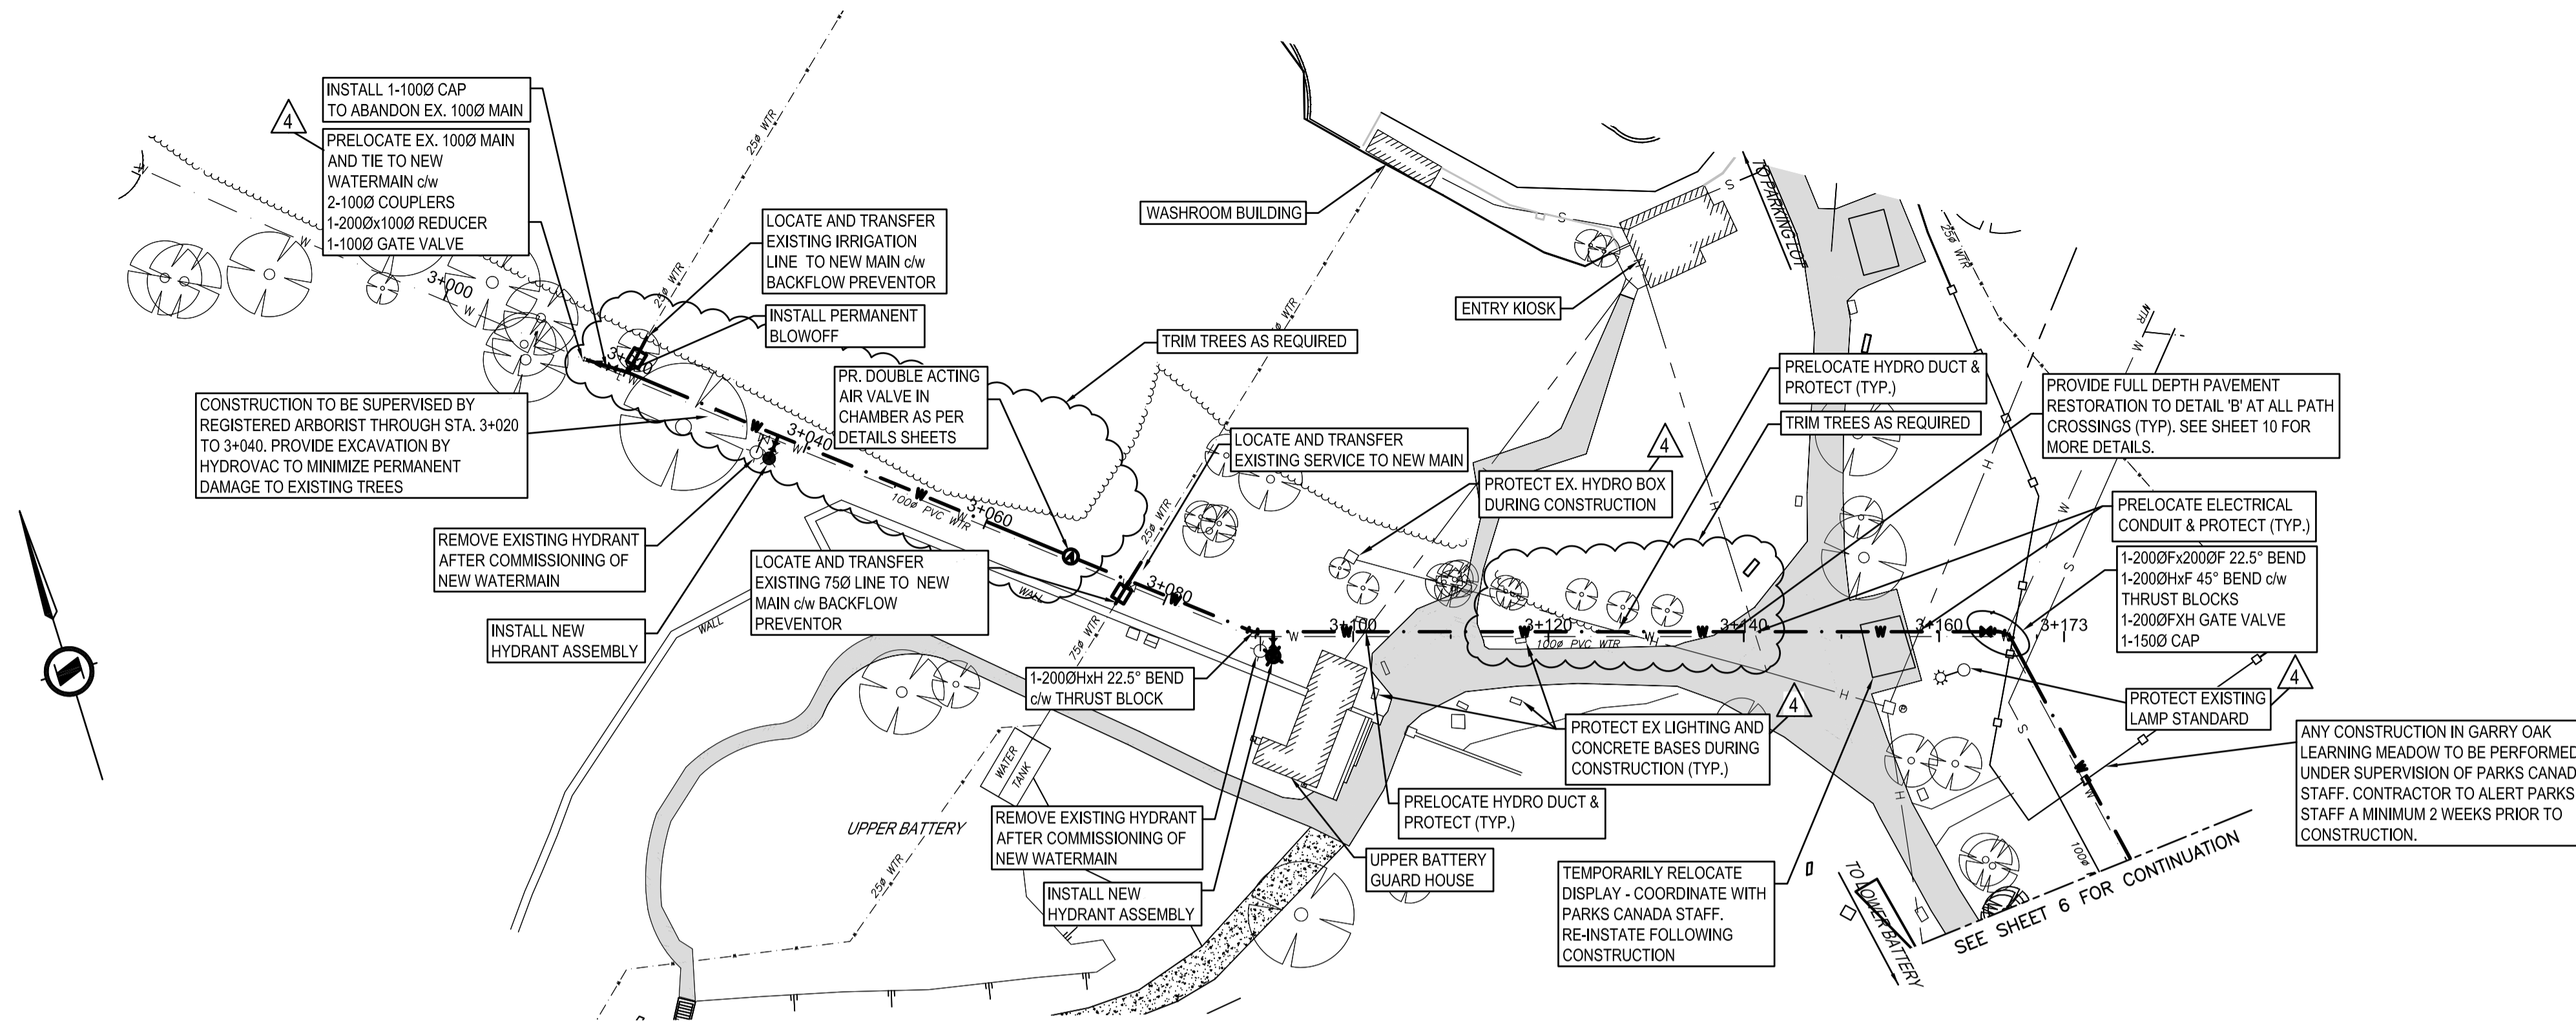 INSTALL 1-100Ø CAP
TO ABANDON EX. 100Ø MAIN
4
PRELOCATE EX. 100Ø MAIN
AND TIE TO NEW
WATERMAIN c/w
2-100Ø COUPLERS
1-200Øx100Ø REDUCER
1-100Ø GATE VALVE
LOCATE AND TRANSFER
EXISTING IRRIGATION
LINE TO NEW MAIN c/w
BACKFLOW PREVENTOR
INSTALL PERMANENT
BLOWOFF
25ø WTR
25ø WTR
W
W
W
3+000
CONSTRUCTION TO BE SUPERVISED BY
REGISTERED ARBORIST THROUGH STA. 3+020
TO 3+040. PROVIDE EXCAVATION BY
HYDROVAC TO MINIMIZE PERMANENT
DAMAGE TO EXISTING TREES
PR. DOUBLE ACTING
AIR VALVE IN
CHAMBER AS PER
DETAILS SHEETS
TRIM TREES AS REQUIRED
WASHROOM BUILDING
ENTRY KIOSK
S
S
TO PARKING LOT
25ø WTR
LOCATE AND TRANSFER
EXISTING SERVICE TO NEW MAIN
PROTECT EX. HYDRO BOX
DURING CONSTRUCTION
4
PRELOCATE HYDRO DUCT &
PROTECT (TYP.)
TRIM TREES AS REQUIRED
PROVIDE FULL DEPTH PAVEMENT
RESTORATION TO DETAIL 'B' AT ALL PATH
CROSSINGS (TYP). SEE SHEET 10 FOR
MORE DETAILS.
WTR
W
H
H
W
S
PRELOCATE ELECTRICAL
CONDUIT & PROTECT (TYP.)
1-200ØFx200ØF 22.5° BEND
1-200ØHxF 45° BEND c/w
THRUST BLOCKS
1-200ØFXH GATE VALVE
1-150Ø CAP
W
3+040
W
3+060
100ø PVC WTR
25ø WTR
REMOVE EXISTING HYDRANT
AFTER COMMISSIONING OF
NEW WATERMAIN
INSTALL NEW
HYDRANT ASSEMBLY
LOCATE AND TRANSFER
EXISTING 75Ø LINE TO NEW
MAIN c/w BACKFLOW
PREVENTOR
WALL
WALL
75ø WTR
3+080
W
3+100
W
3+120
W
100ø PVC WTR
H
W
3+140
W
3+160
3+173
1-200ØHxH 22.5° BEND
c/w THRUST BLOCK
WATER
TANK
PROTECT EX LIGHTING AND
CONCRETE BASES DURING
CONSTRUCTION (TYP.)
4
H
PROTECT EXISTING
LAMP STANDARD
4
ANY CONSTRUCTION IN GARRY OAK
LEARNING MEADOW TO BE PERFORMED
UNDER SUPERVISION OF PARKS CANAD
STAFF. CONTRACTOR TO ALERT PARKS
STAFF A MINIMUM 2 WEEKS PRIOR TO
CONSTRUCTION.
S
H
W
W
100ø
UPPER BATTERY
25ø WTR
REMOVE EXISTING HYDRANT
AFTER COMMISSIONING OF
NEW WATERMAIN
INSTALL NEW
HYDRANT ASSEMBLY
PRELOCATE HYDRO DUCT &
PROTECT (TYP.)
UPPER BATTERY
GUARD HOUSE
TEMPORARILY RELOCATE
DISPLAY - COORDINATE WITH
PARKS CANADA STAFF.
RE-INSTATE FOLLOWING
CONSTRUCTION
TO LOWER BATTERY
SEE SHEET 6 FOR CONTINUATION